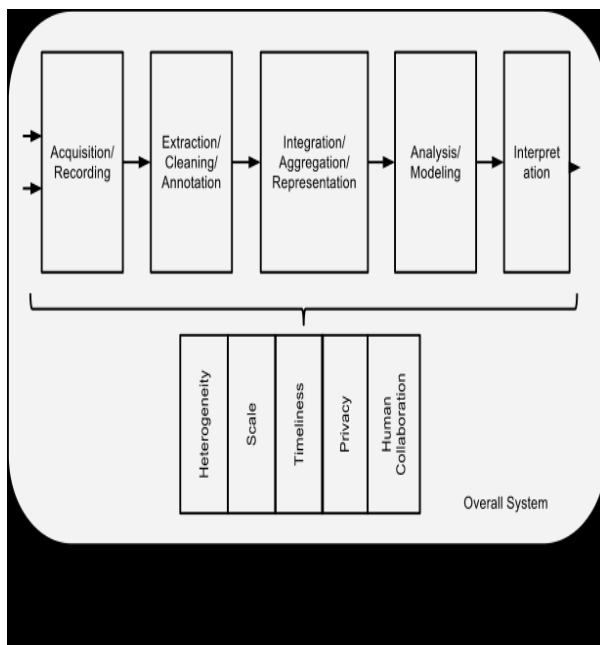 Acquisition/
Recording
Extraction/
Cleaning/
Annotation
Integration/
Aggregation/
Representation
Analysis/
Modeling
Interpret
ation
Heterogeneity
Scale
Timeliness
Privacy
Human
Collaboration
Overall System